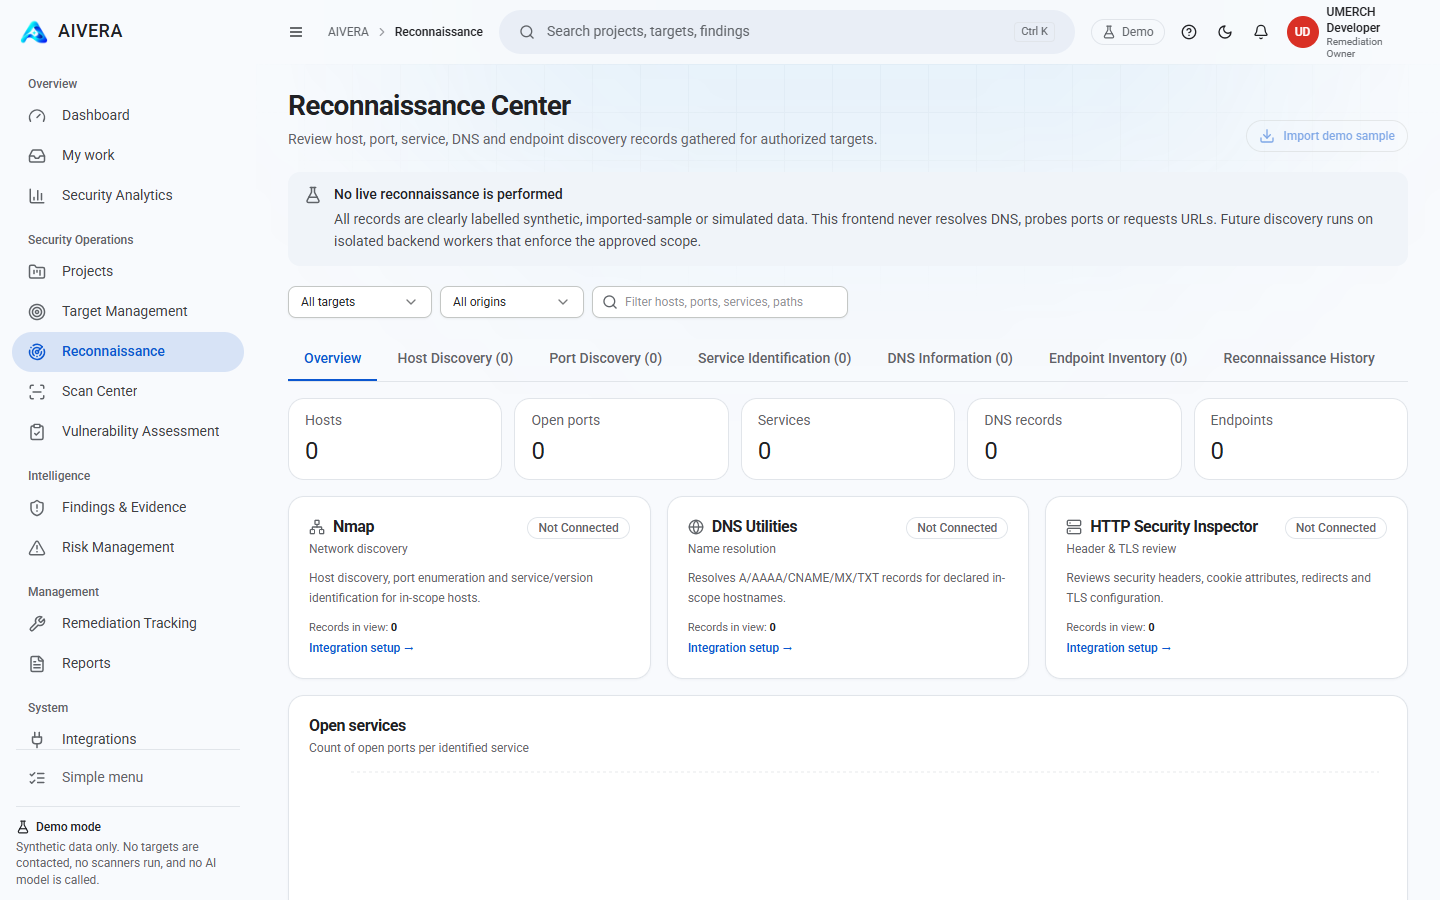 AIVERA
Overview
Dashboard
My work
Security Analytics
Security Operations
Projects
Target Management
Reconnaissance
Scan Center
Vulnerability Assessment
Intelligence
Findings & Evidence
Risk Management
Management
Remediation Tracking
Reports
System
Integrations
Simple menu
Demo mode
Synthetic data only. No targets are
contacted, no scanners run, and no AI
model is called.
AIVERA > Reconnaissance
Search projects, targets, findings
Ctrl K
Demo
UD
UMERCH
Developer
Remediation
Owner
Reconnaissance Center
Review host, port, service, DNS and endpoint discovery records gathered for authorized targets.
Import demo sample
No live reconnaissance is performed
All records are clearly labelled synthetic, imported-sample or simulated data. This frontend never resolves DNS, probes ports or requests URLs. Future discovery runs on
isolated backend workers that enforce the approved scope.
All targets
All origins
Filter hosts, ports, services, paths
Overview
Host Discovery (0)
Port Discovery (0)
Service Identification (0)
DNS Information (0)
Endpoint Inventory (0)
Reconnaissance History
Hosts
0
Open ports
0
Services
0
DNS records
0
Endpoints
0
Nmap
Not Connected
Network discovery
Host discovery, port enumeration and service/version
identification for in-scope hosts.
Records in view: 0
Integration setup →
DNS Utilities
Not Connected
Name resolution
Resolves A/AAAA/CNAME/MX/TXT records for declared in-
scope hostnames.
Records in view: 0
Integration setup →
HTTP Security Inspector
Not Connected
Header & TLS review
Reviews security headers, cookie attributes, redirects and
TLS configuration.
Records in view: 0
Integration setup →
Open services
Count of open ports per identified service